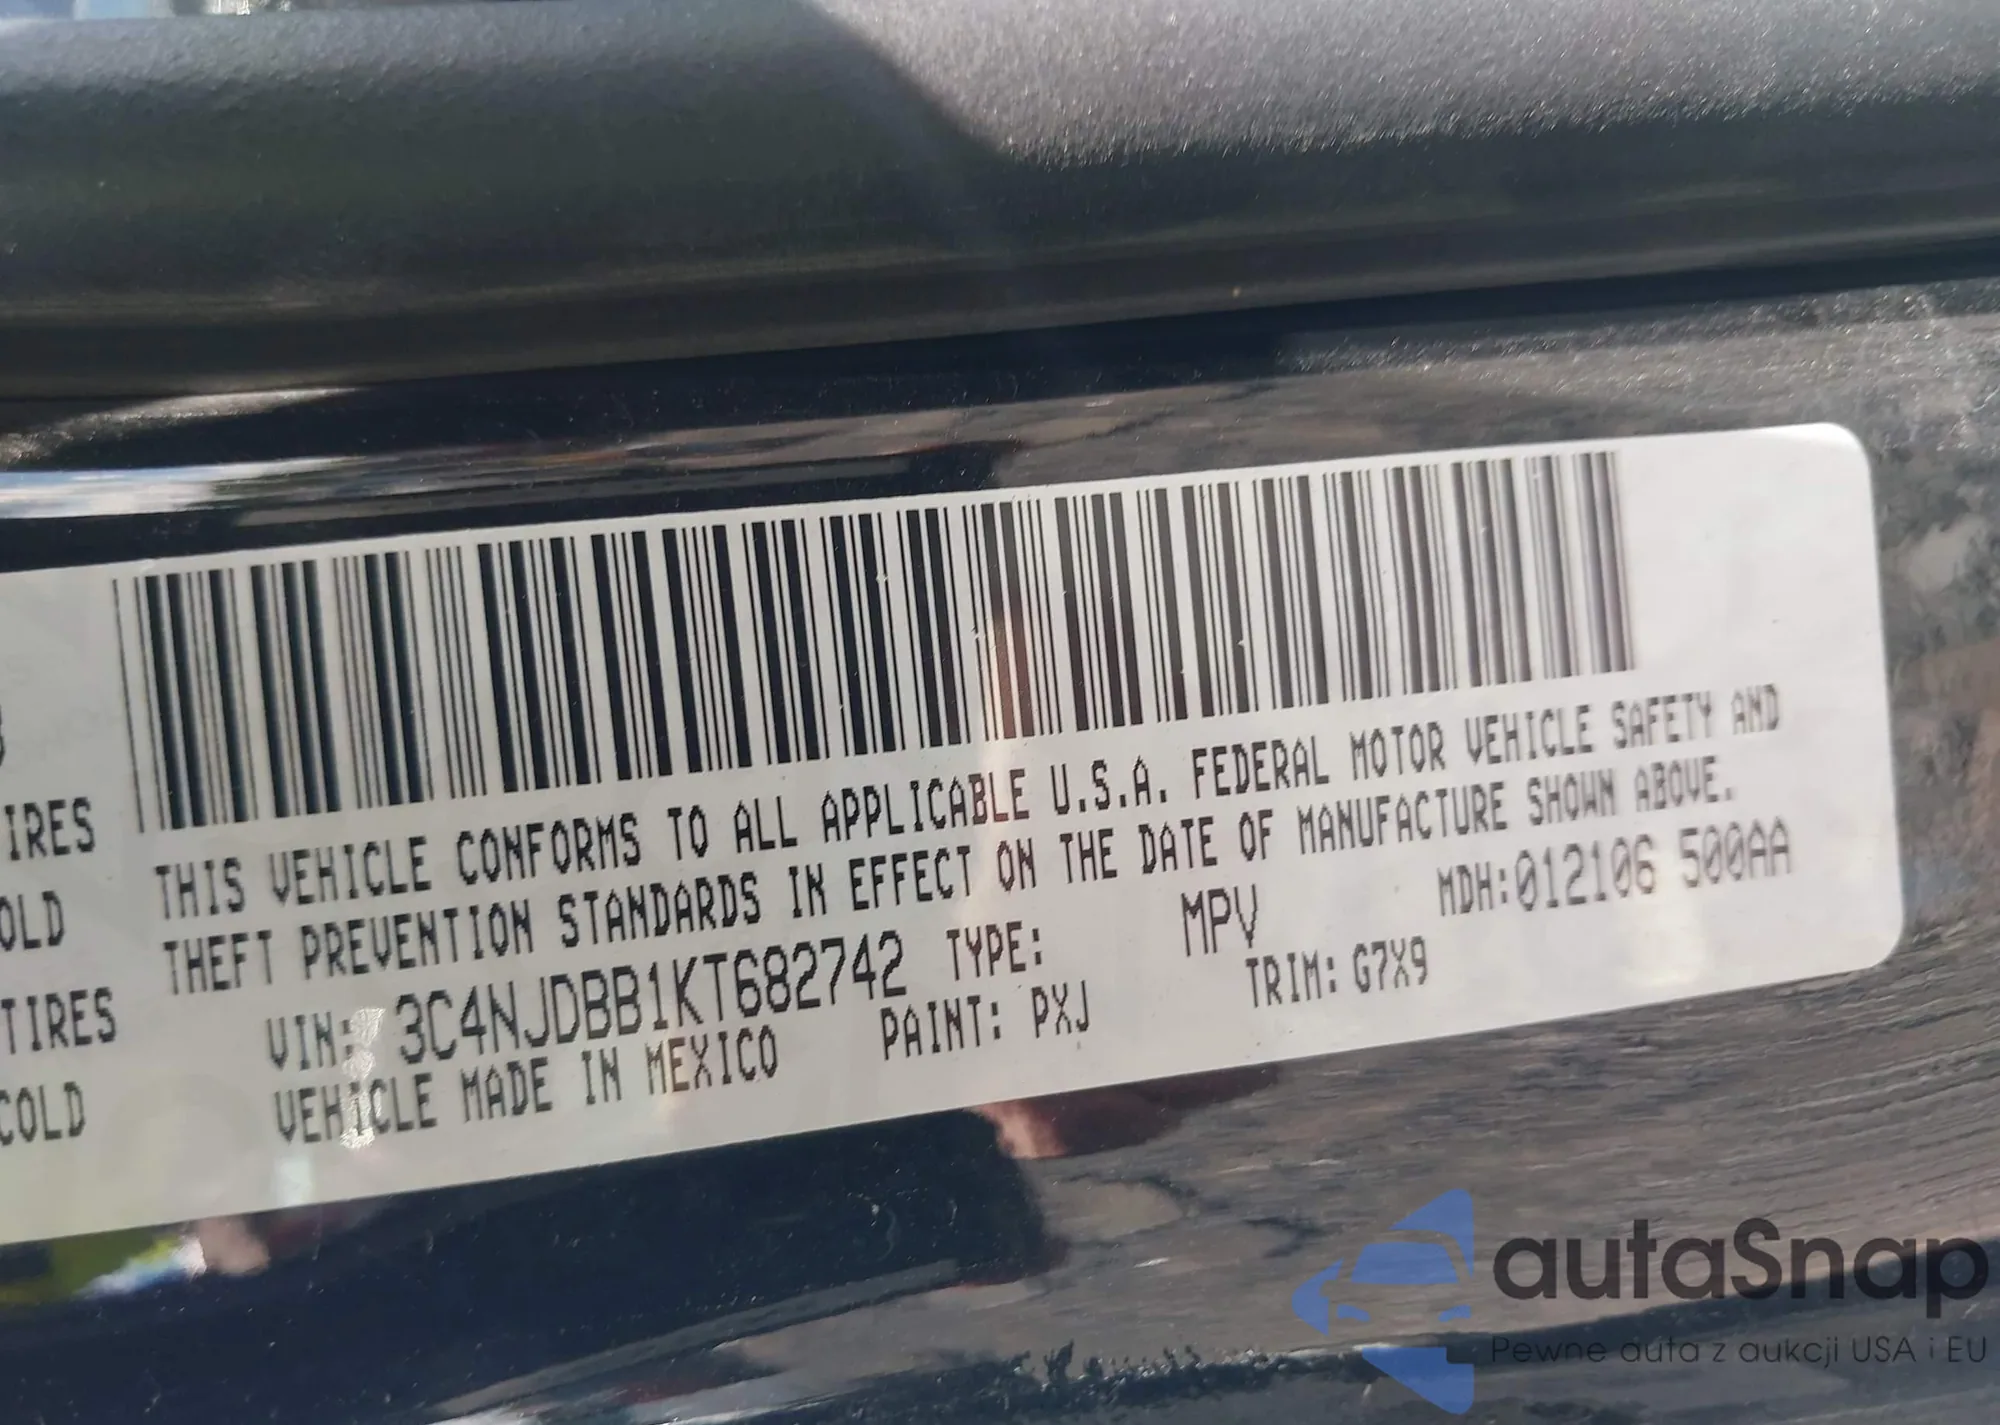 IRES
OLD
TIRES
COLD
THIS VEHICLE CONFORMS TO ALL APPLICABLE U.S.A. FEDERAL MOTOR VEHICLE SAFETY AND
THEFT PREVENTION STANDARDS IN EFFECT ON THE DATE OF MANUFACTURE SHOWN ABOVE.
VIN: 3C4NJDBB1KT682742 TYPE: MPV MDH:012106 500AA
VEHICLE MADE IN MEXICO PAINT: PXJ TRIM: G7X9
autaSnap
Pewne auta z aukcji USA i EU